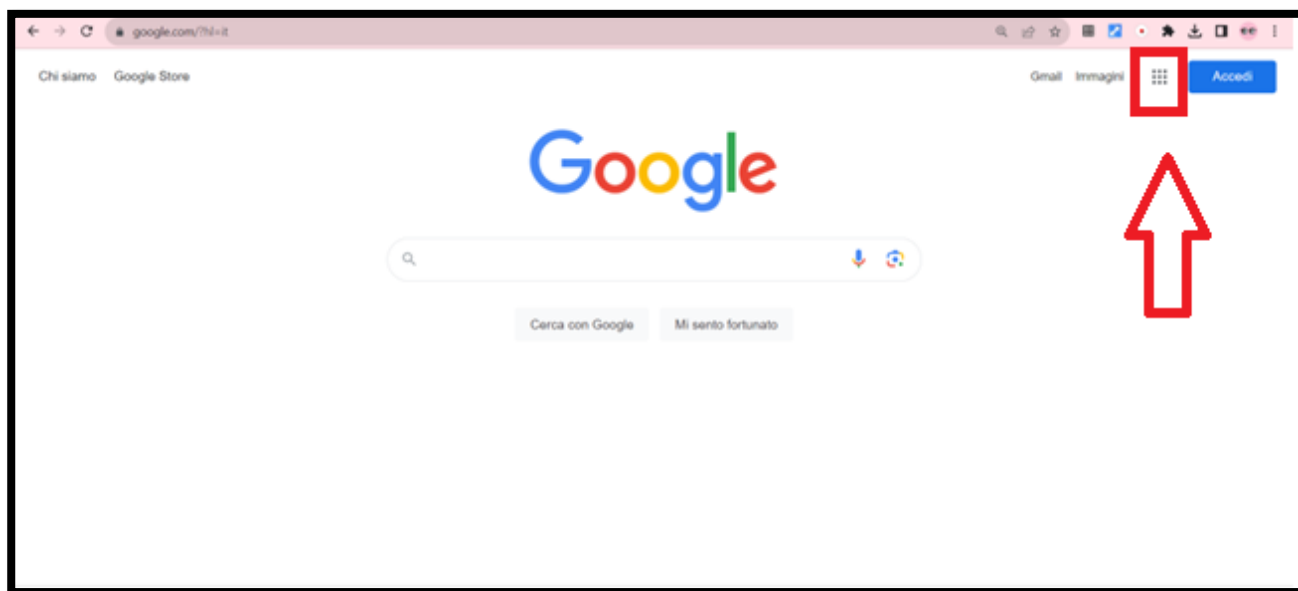 google.com/?hl=it
Chi siamo Google Store Gmail Immagini Accedi
Google
Cerca con Google Mi sento fortunato